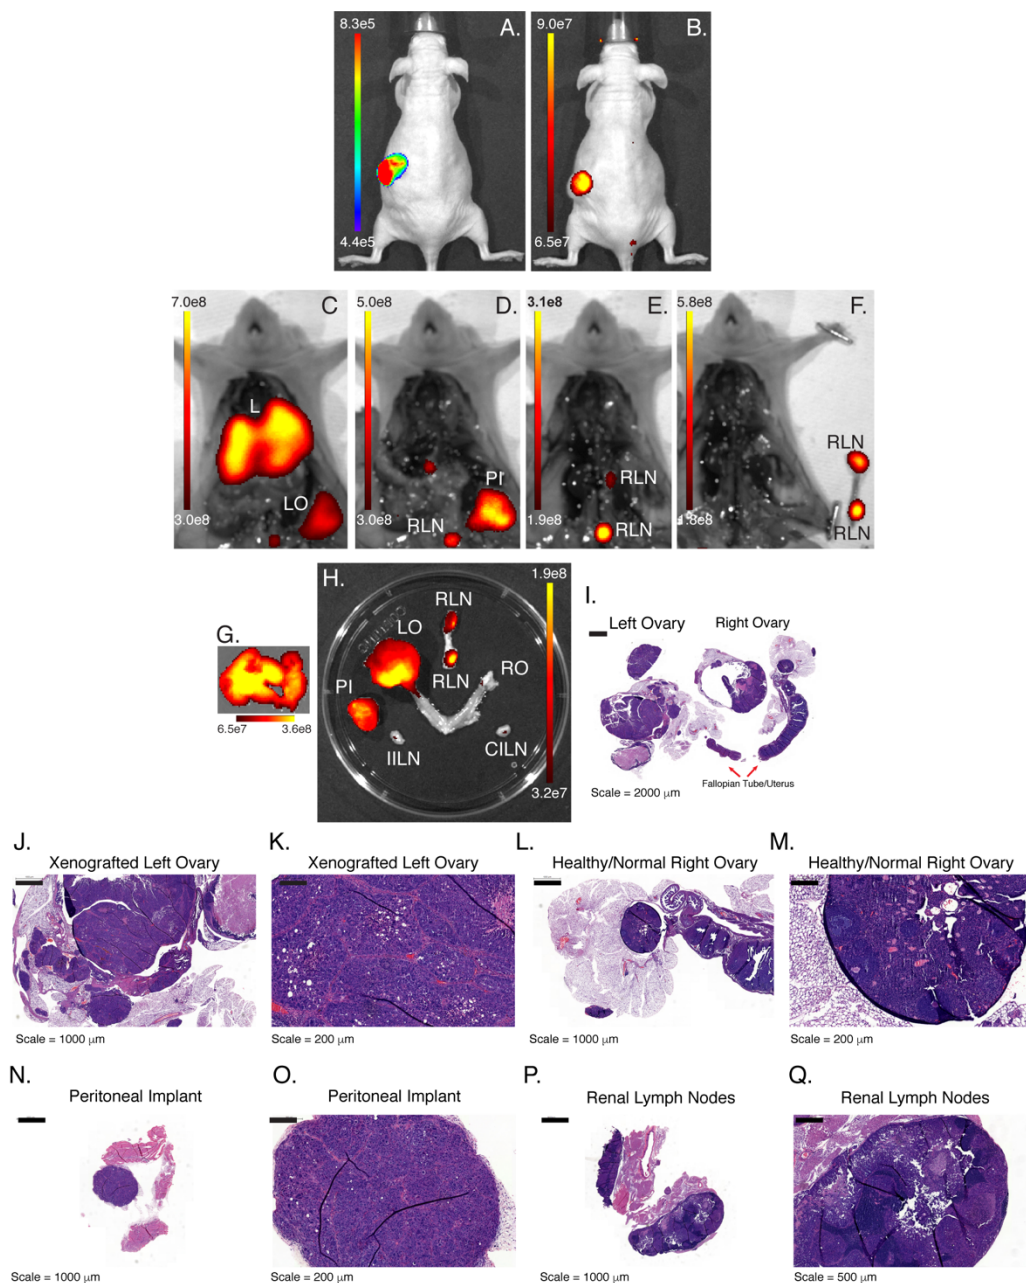 8.3e5
A.
4.4e5
9.0e7
B.
6.5e7
7.0e8
C
L
LO
3.0e8
5.0e8
D.
PI
RLN
3.0e8
3.1e8
E.
RLN
RLN
1.9e8
5.8e8
F.
RLN
RLN
1.8e8
G.
6.5e7 3.6e8
H.
1.9e8
RLN
LO
RLN
RO
PI
IILN
CILN
3.2e7
I.
Left Ovary
Right Ovary
Fallopian Tube/Uterus
Scale = 2000 μm
J.
Xenografted Left Ovary
Scale = 1000 μm
K.
Xenografted Left Ovary
Scale = 200 μm
L.
Healthy/Normal Right Ovary
Scale = 1000 μm
M.
Healthy/Normal Right Ovary
Scale = 200 μm
N.
Peritoneal Implant
Scale = 1000 μm
O.
Peritoneal Implant
Scale = 200 μm
P.
Renal Lymph Nodes
Scale = 1000 μm
Q.
Renal Lymph Nodes
Scale = 500 μm